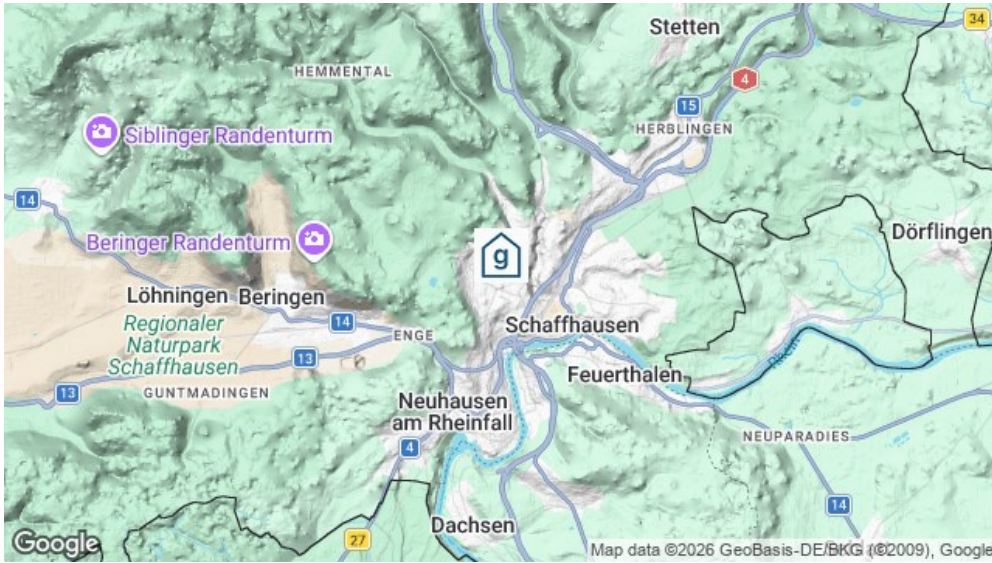 Stetten
34
HEMMENTAL
4
15
HERBLINGEN
Siblinger Randenturm
14
Beringer Randenturm
Dörflingen
g
Löhningen
Beringen
14
Regionaler
Naturpark
Schaffhausen
ENGE
Schaffhausen
Rhein
13
13
GUNTMADINGEN
Feuerthalen
Neuhausen
am Rheinfall
4
NEUPARADIES
14
Dachsen
27
Google
Map data ©2026 GeoBasis-DE/BKG (©2009), Google